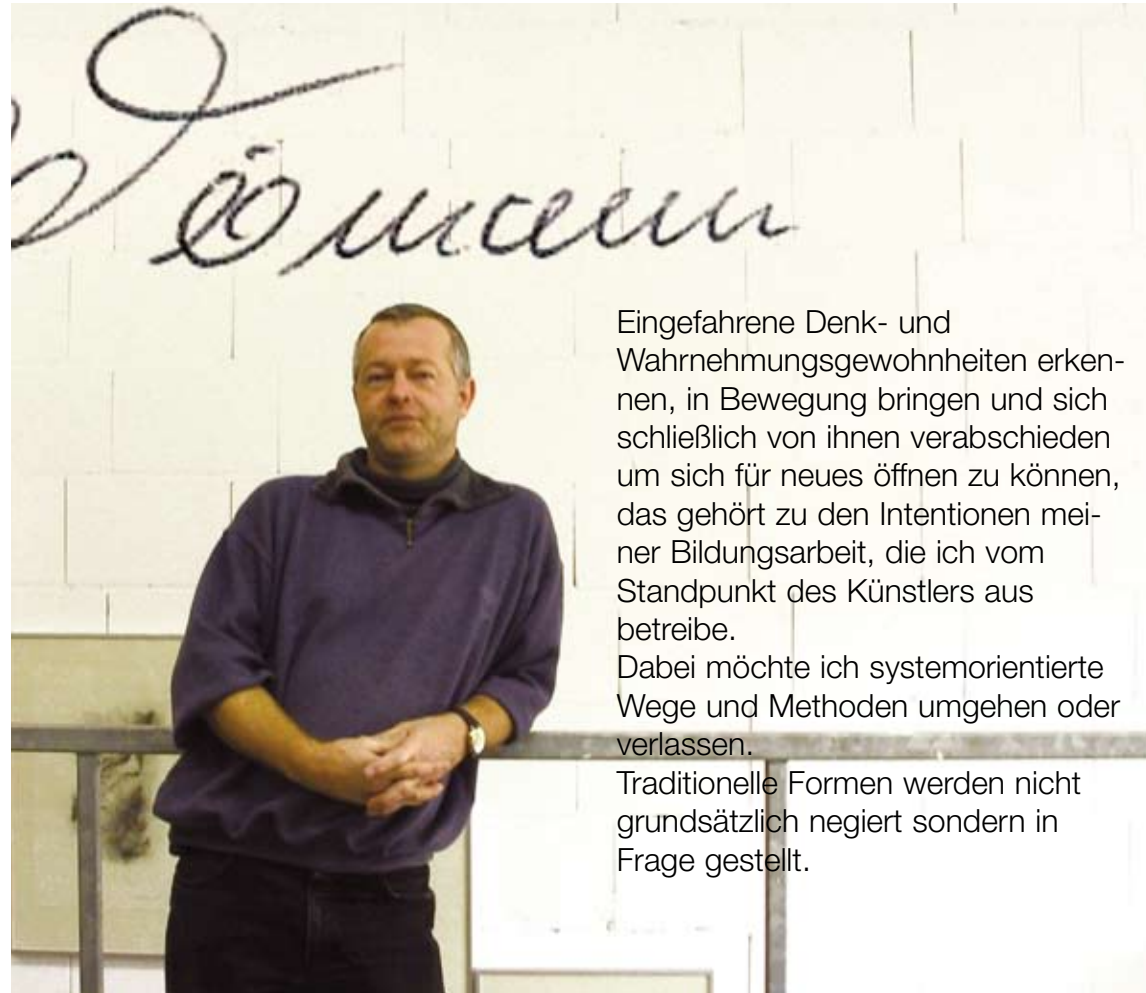 Eingefahrene Denk- und
Wahrnehmungsgewohnheiten erken-
nen, in Bewegung bringen und sich
schließlich von ihnen verabschieden
um sich für neues öffnen zu können,
das gehört zu den Intentionen mei-
ner Bildungsarbeit, die ich vom
Standpunkt des Künstlers aus
betreibe.
Dabei möchte ich systemorientierte
Wege und Methoden umgehen oder
verlassen.
Traditionelle Formen werden nicht
grundsätzlich negiert sondern in
Frage gestellt.